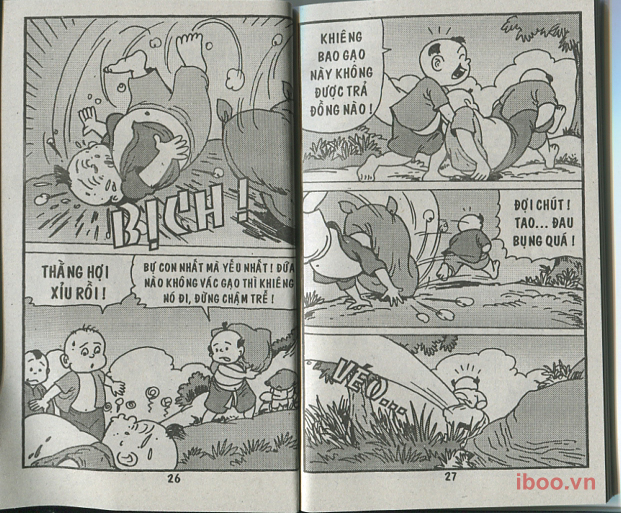 BỊCH !
THẰNG HỢI
XỈU RỒI !
BỰ CON NHẤT MÀ YẾU NHẤT ! ĐỨA
NÀO KHÔNG VÁC GẠO THÌ KHIÊNG
NÓ ĐI, ĐỪNG CHẬM TRỄ !
26
KHIÊNG
BAO GẠO
NÀY KHÔNG
ĐƯỢC TRẢ
ĐỒNG NÀO !
ĐỢI CHÚT !
TAO... ĐAU
BỤNG QUÁ !
VÉO...
27
iboo.vn